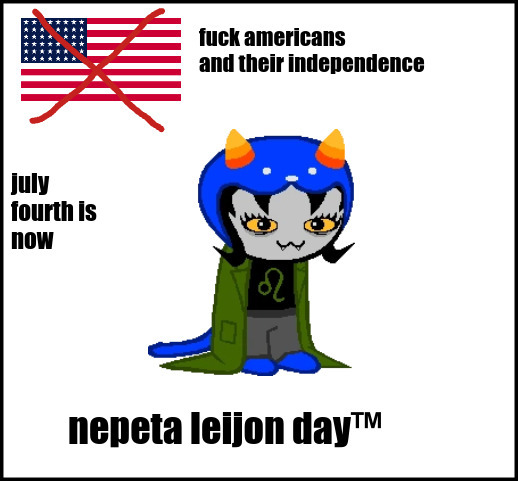 fuck americans
and their independence
july
fourth is
now
nepeta leijon day™